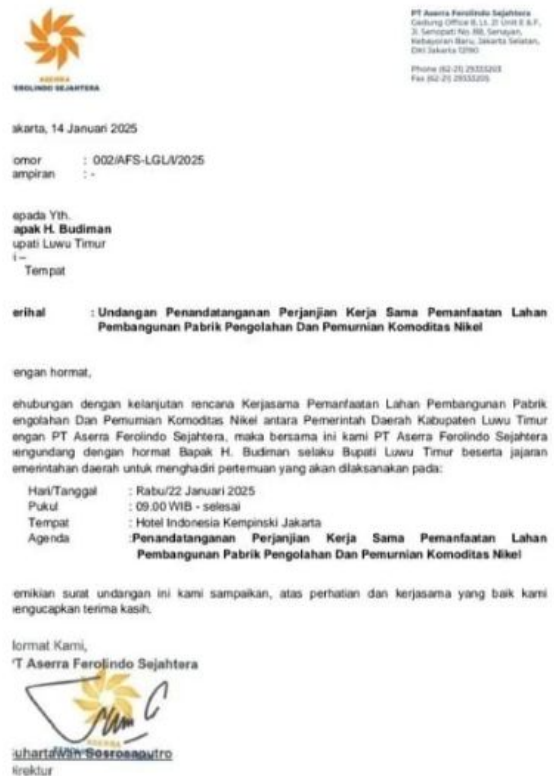 ASERRA
EROLINDO SEJAHTERA
PT Aserra Ferolindo Sejahtera
Gedung Office 8, Lt. 21 Unit E & F,
Jl. Senopati No. 8B, Senayan,
Kebayoran Baru, Jakarta Selatan,
DKI Jakarta 12190
Phone (62-21) 29333203
Fax (62-21) 29333205
akarta, 14 Januari 2025
omor : 002/AFS-LGL/I/2025
ampiran : -
epada Yth.
apak H. Budiman
upati Luwu Timur
i –
Tempat
erihal : Undangan Penandatanganan Perjanjian Kerja Sama Pemanfaatan Lahan
Pembangunan Pabrik Pengolahan Dan Pemurnian Komoditas Nikel
engan hormat,
ehubungan dengan kelanjutan rencana Kerjasama Pemanfaatan Lahan Pembangunan Pabrik
engolahan Dan Pemurnian Komoditas Nikel antara Pemerintah Daerah Kabupaten Luwu Timur
engan PT Aserra Ferolindo Sejahtera, maka bersama ini kami PT Aserra Ferolindo Sejahtera
engundang dengan hormat Bapak H. Budiman selaku Bupati Luwu Timur beserta jajaran
emerintahan daerah untuk menghadiri pertemuan yang akan dilaksanakan pada:
Hari/Tanggal : Rabu/22 Januari 2025
Pukul : 09.00 WIB - selesai
Tempat : Hotel Indonesia Kempinski Jakarta
Agenda :Penandatanganan Perjanjian Kerja Sama Pemanfaatan Lahan
Pembangunan Pabrik Pengolahan Dan Pemurnian Komoditas Nikel
emikian surat undangan ini kami sampaikan, atas perhatian dan kerjasama yang baik kami
engucapkan terima kasih.
ormat Kami,
T Aserra Ferolindo Sejahtera
ASERRA
uhartawan Sosrosaputro
irektur